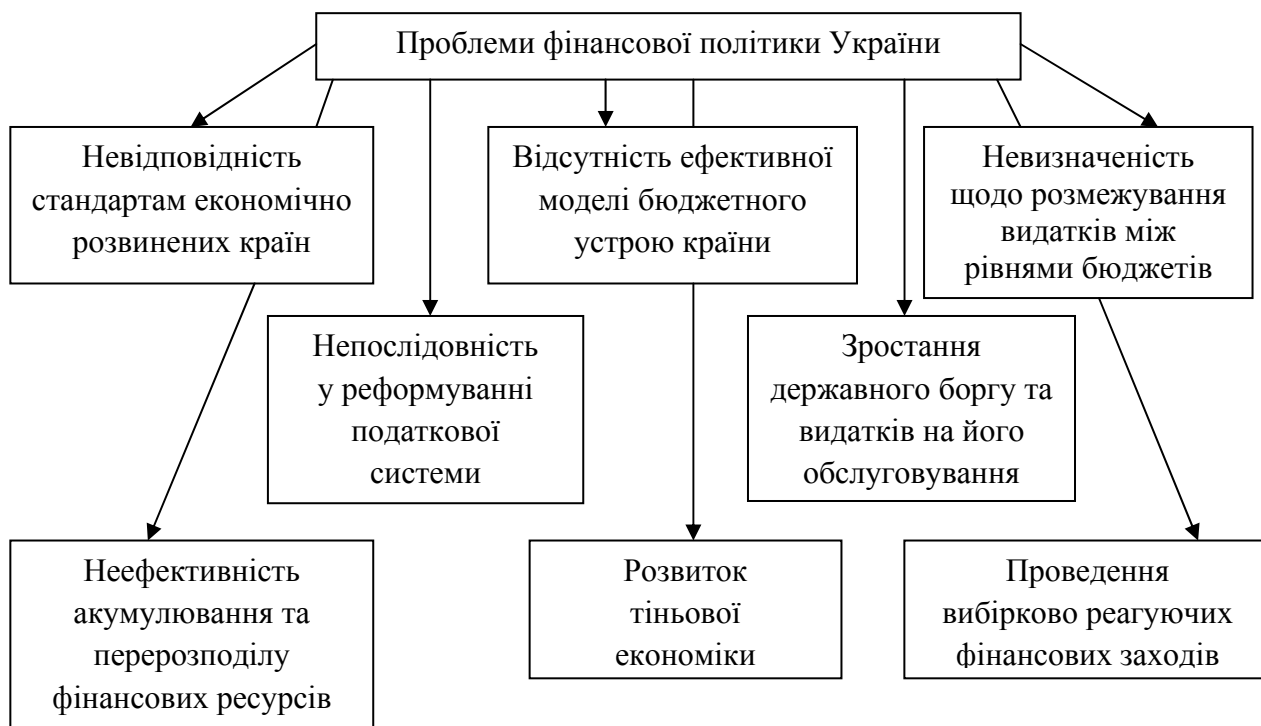 Проблеми фінансової політики України
Невідповідність
стандартам економічно
розвинених країн
Відсутність ефективної
моделі бюджетного
устрою країни
Невизначеність
щодо розмежування
видатків між
рівнями бюджетів
Непослідовність
у реформуванні
податкової
системи
Зростання
державного боргу та
видатків на його
обслуговування
Неефективність
акумулювання та
перерозподілу
фінансових ресурсів
Розвиток
тіньової
економіки
Проведення
вибірково реагуючих
фінансових заходів